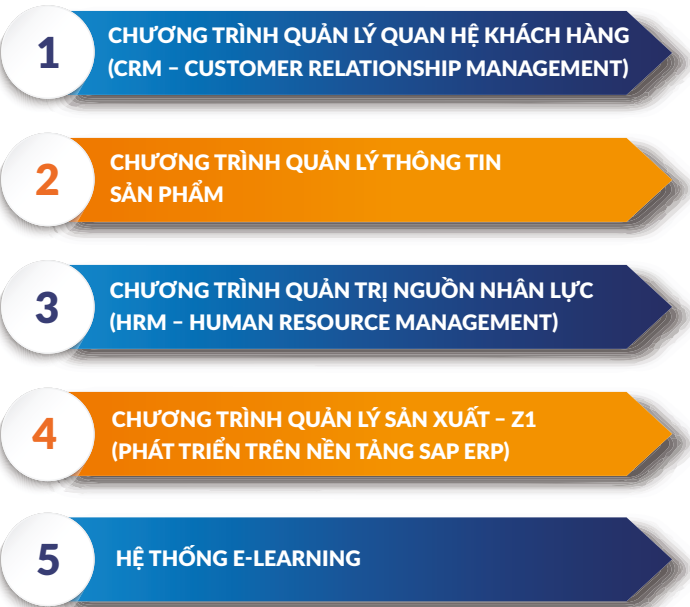 1
CHƯƠNG TRÌNH QUẢN LÝ QUAN HỆ KHÁCH HÀNG
(CRM – CUSTOMER RELATIONSHIP MANAGEMENT)
2
CHƯƠNG TRÌNH QUẢN LÝ THÔNG TIN
SẢN PHẨM
3
CHƯƠNG TRÌNH QUẢN TRỊ NGUỒN NHÂN LỰC
(HRM – HUMAN RESOURCE MANAGEMENT)
4
CHƯƠNG TRÌNH QUẢN LÝ SẢN XUẤT – Z1
(PHÁT TRIỂN TRÊN NỀN TẢNG SAP ERP)
5
HỆ THỐNG E-LEARNING